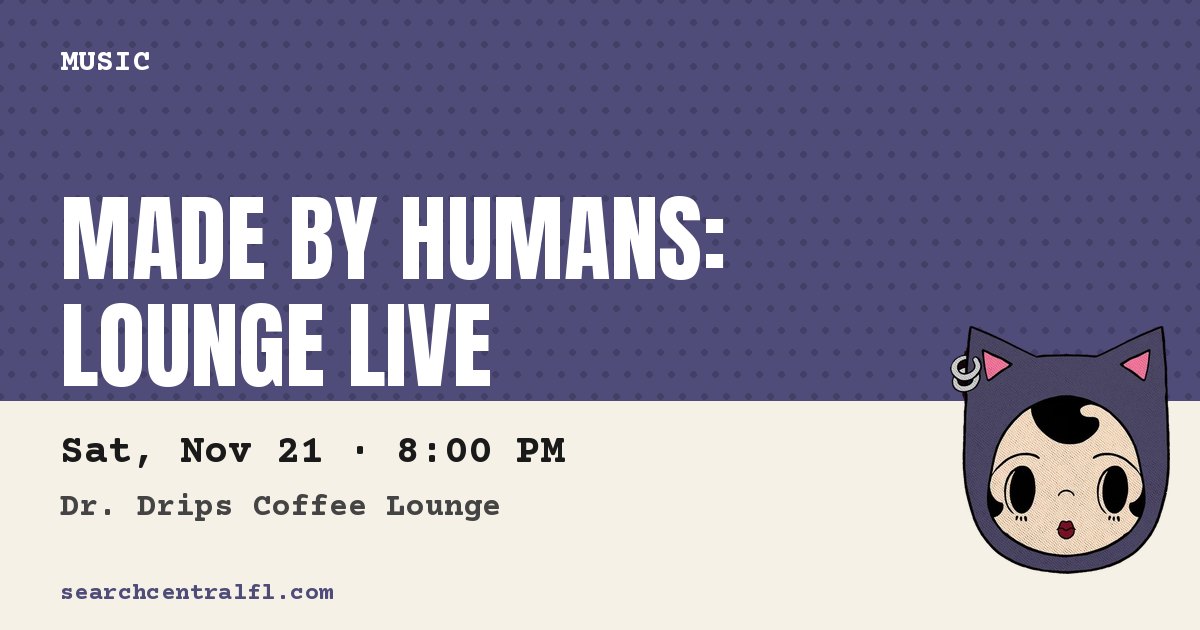 MUSIC
MADE BY HUMANS:
LOUNGE LIVE
Sat, Nov 21 · 8:00 PM
Dr. Drips Coffee Lounge
searchcentralfl.com